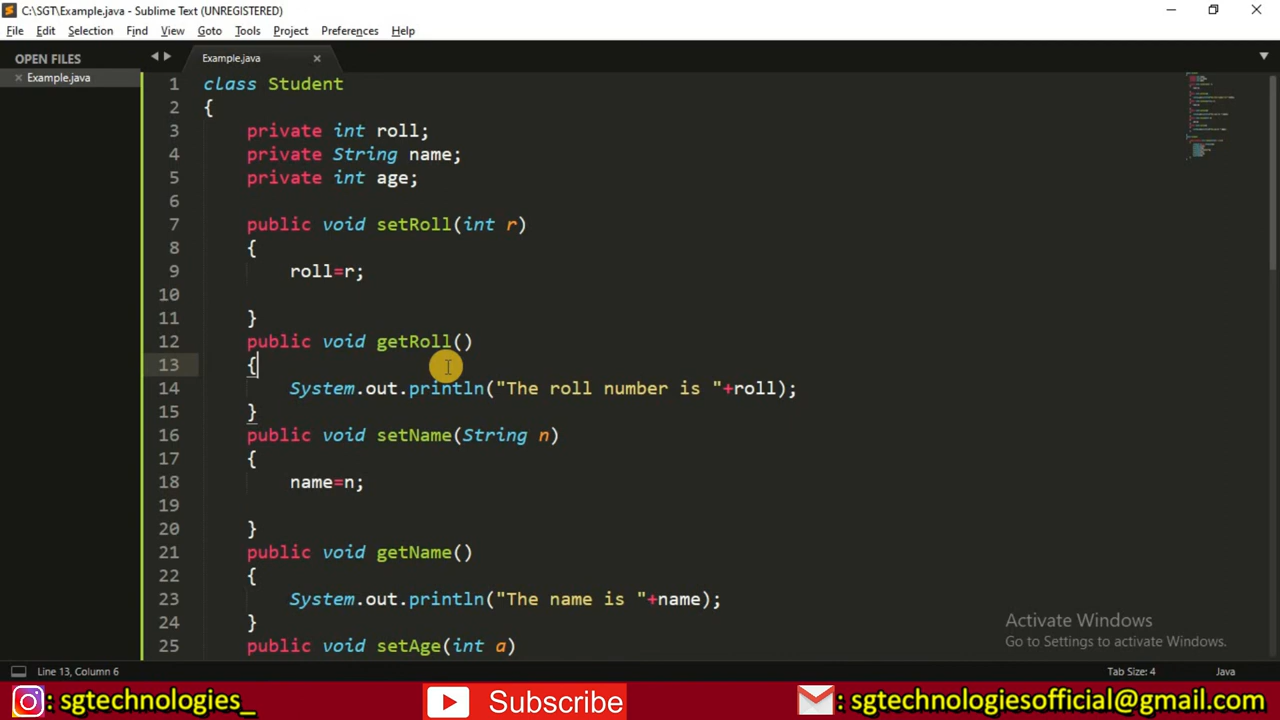 C:\SGT\Example.java - Sublime Text (UNREGISTERED)
File Edit Selection Find View Goto Tools Project Preferences Help
OPEN FILES
Example.java
Example.java
1 class Student
2 {
3 private int roll;
4 private String name;
5 private int age;
6
7 public void setRoll(int r)
8 {
9 roll=r;
10
11 }
12 public void getRoll()
13 {
14 System.out.println("The roll number is "+roll);
15 }
16 public void setName(String n)
17 {
18 name=n;
19
20 }
21 public void getName()
22 {
23 System.out.println("The name is "+name);
24 }
25 public void setAge(int a)
Activate Windows
Go to Settings to activate Windows.
Line 13, Column 6
Tab Size: 4
Java
: sgtechnologies_
Subscribe
: sgtechnologiesofficial@gmail.com